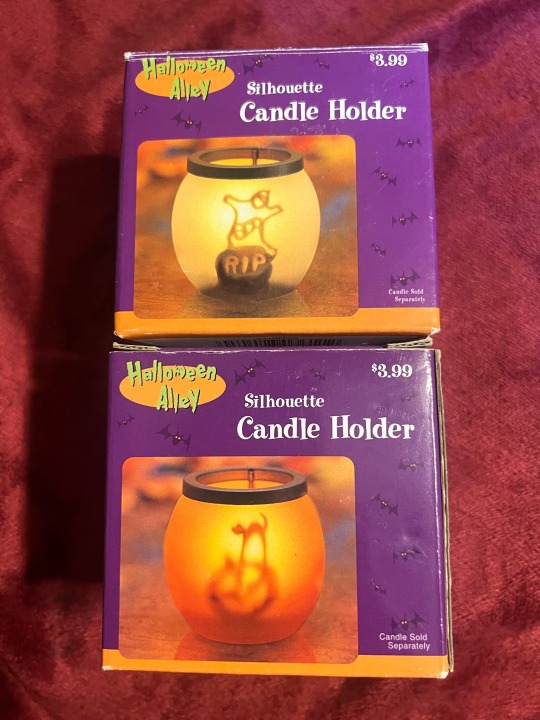 Halloween
Alley
$3.99
Silhouette
Candle Holder
RIP
Candle Sold
Separately
Halloween
Alley
$3.99
Silhouette
Candle Holder
Candle Sold
Separately